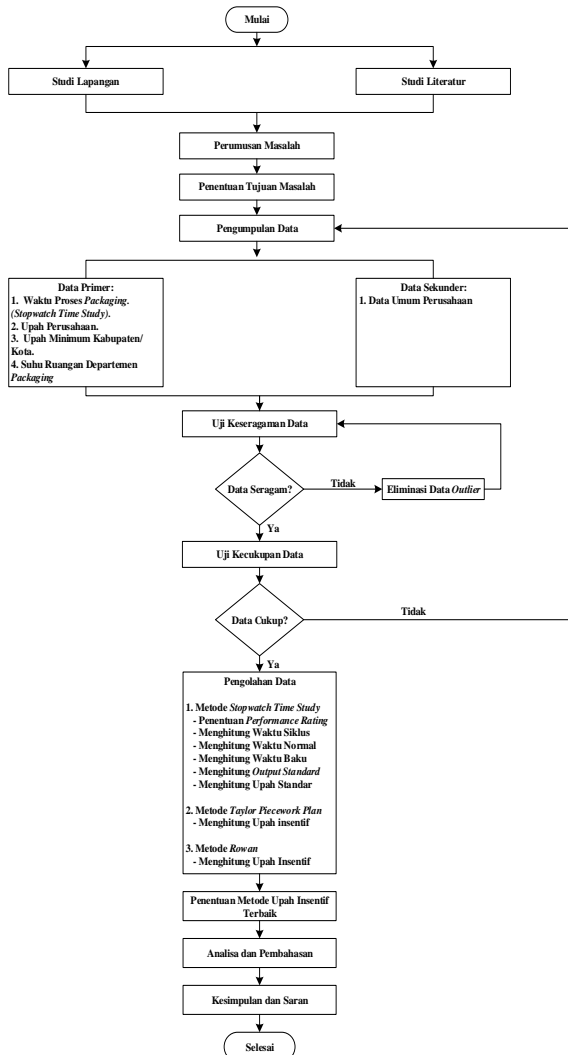 Mulai
Studi Lapangan
Studi Literatur
Perumusan Masalah
Penentuan Tujuan Masalah
Pengumpulan Data
Data Primer:
1. Waktu Proses Packaging.
(Stopwatch Time Study).
2. Upah Perusahaan.
3. Upah Minimum Kabupaten/
Kota.
4. Suhu Ruangan Departemen
Packaging
Data Sekunder:
1. Data Umum Perusahaan
Uji Keseragaman Data
Data Seragam?
Tidak
Eliminasi Data Outlier
Ya
Uji Kecukupan Data
Data Cukup?
Tidak
Ya
Pengolahan Data
1. Metode Stopwatch Time Study
- Penentuan Performance Rating
- Menghitung Waktu Siklus
- Menghitung Waktu Normal
- Menghitung Waktu Baku
- Menghitung Output Standard
- Menghitung Upah Standar
2. Metode Taylor Piecework Plan
- Menghitung Upah insentif
3. Metode Rowan
- Menghitung Upah Insentif
Penentuan Metode Upah Insentif
Terbaik
Analisa dan Pembahasan
Kesimpulan dan Saran
Selesai